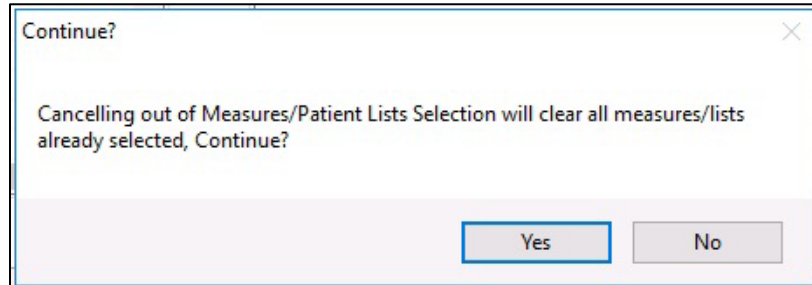 Continue?
Cancelling out of Measures/Patient Lists Selection will clear all measures/lists
already selected, Continue?
Yes
No